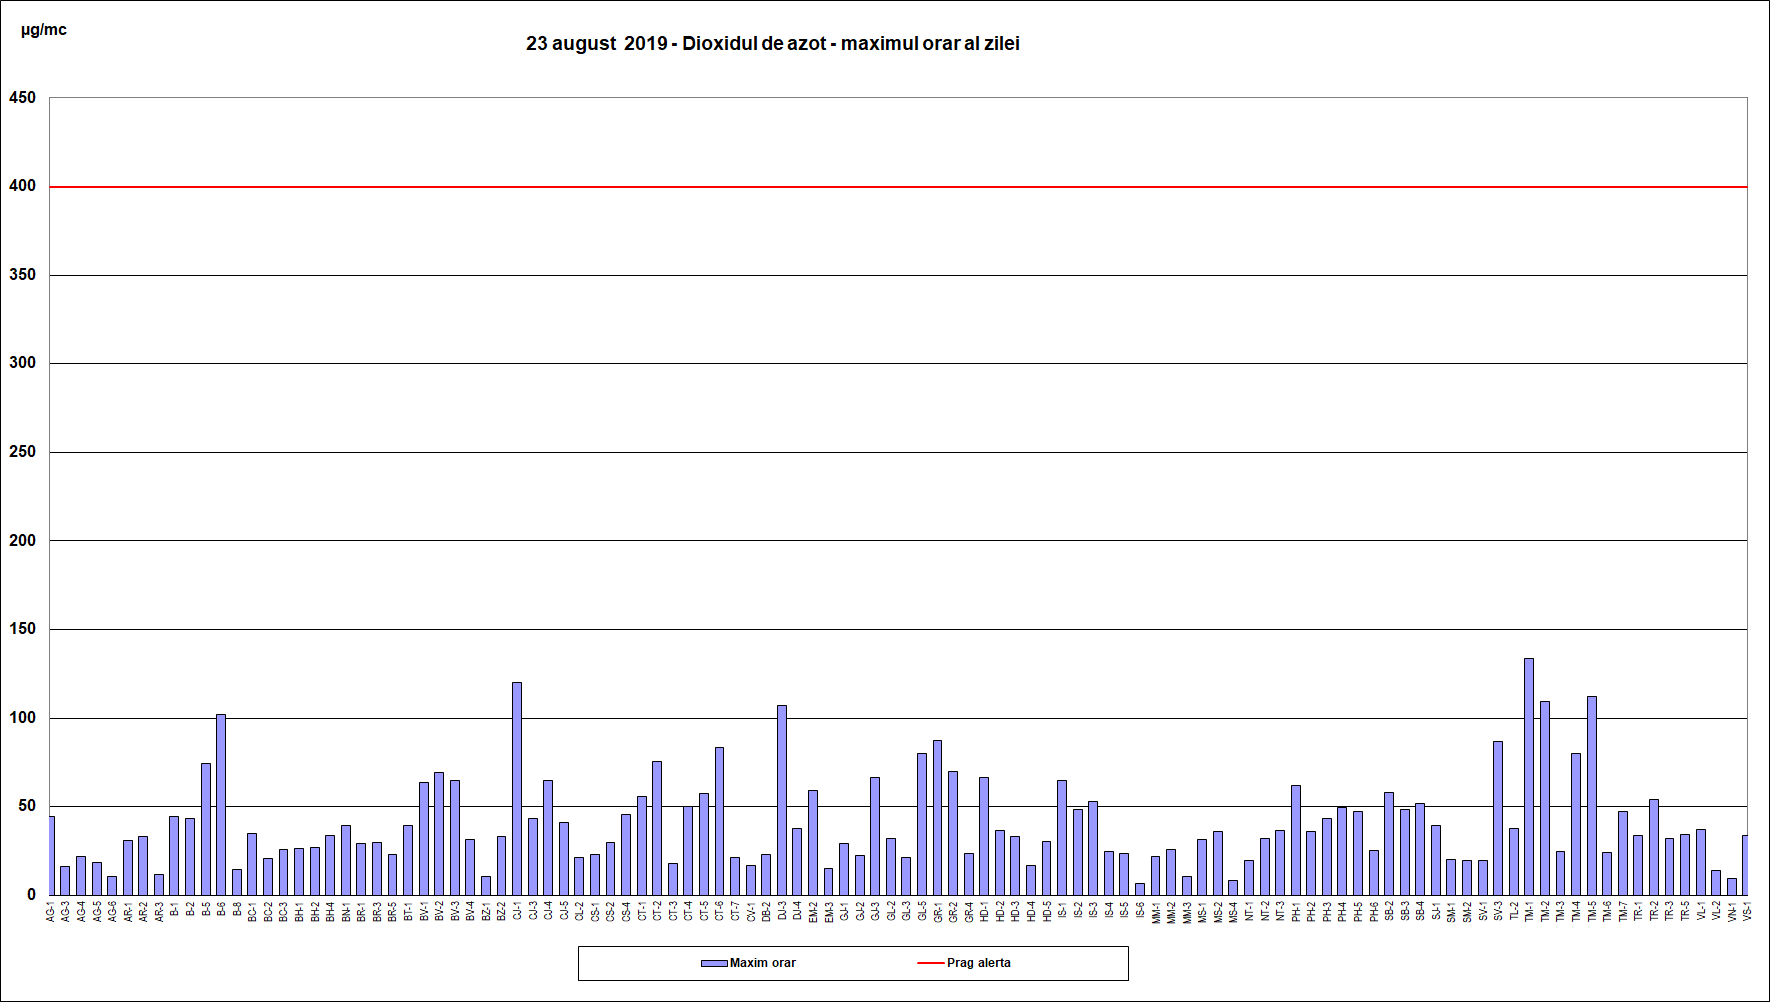 µg/mc
23 august 2019 - Dioxidul de azot - maximul orar al zilei
450
400
350
300
250
200
150
100
50
0
AG-1 AG-3 AG-4 AG-5 AG-6 AR-1 AR-2 AR-3 B-1 B-2 B-5 B-6 B-8 BC-1 BC-2 BC-3 BH-1 BH-2 BH-4 BN-1 BR-1 BR-3 BR-5 BT-1 BV-1 BV-2 BV-3 BV-4 BZ-1 BZ-2 CJ-1 CJ-3 CJ-4 CJ-5 CL-2 CS-1 CS-2 CS-4 CT-1 CT-2 CT-3 CT-4 CT-5 CT-6 CT-7 CV-1 DB-2 DJ-3 DJ-4 EM-2 EM-3 GJ-1 GJ-2 GJ-3 GL-2 GL-3 GL-5 GR-1 GR-2 GR-4 HD-1 HD-2 HD-3 HD-4 HD-5 IS-1 IS-2 IS-3 IS-4 IS-5 IS-6 MM-1 MM-2 MM-3 MS-1 MS-2 MS-4 NT-1 NT-2 NT-3 PH-1 PH-2 PH-3 PH-4 PH-5 PH-6 SB-2 SB-3 SB-4 SJ-1 SM-1 SM-2 SV-1 SV-3 TL-2 TM-1 TM-2 TM-3 TM-4 TM-5 TM-6 TM-7 TR-1 TR-2 TR-3 TR-5 VL-1 VL-2 VN-1 VS-1
Maxim orar Prag alerta